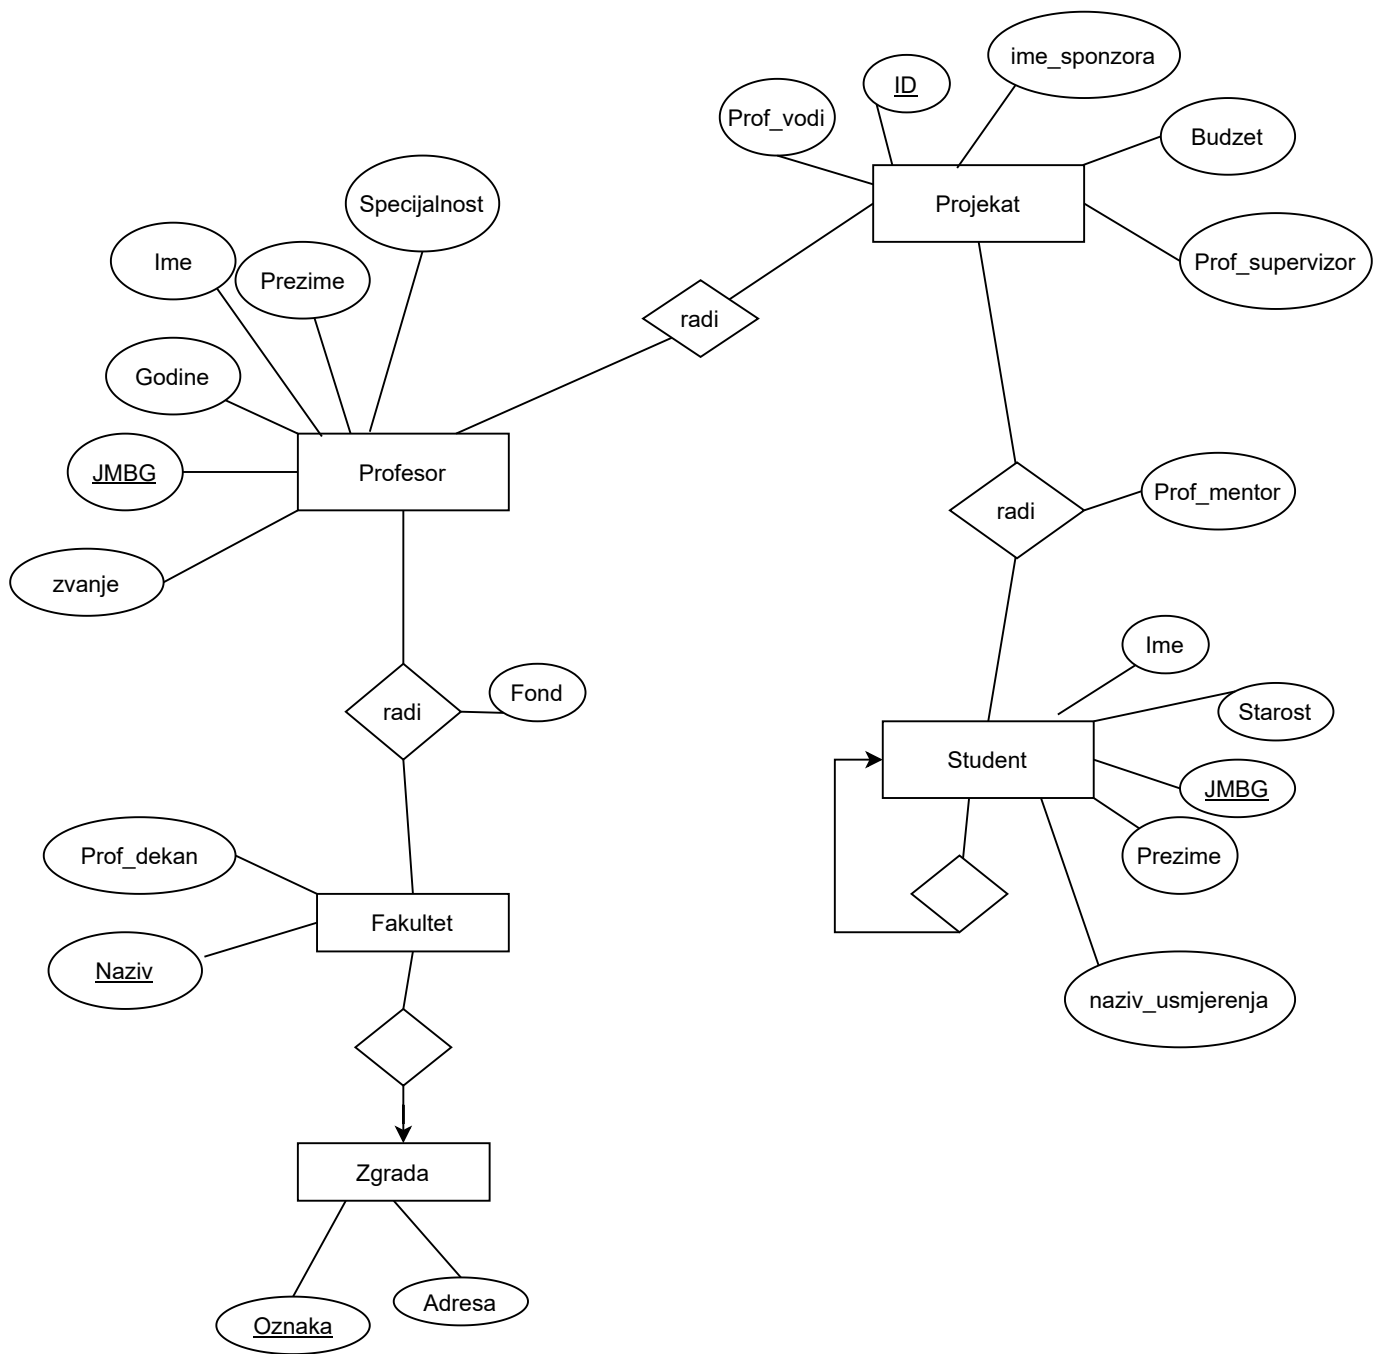 ime_sponzora
ID
Prof_vodi
Budzet
Specijalnost
Projekat
Ime
Prezime
Prof_supervizor
radi
Godine
JMBG
Profesor
Prof_mentor
radi
zvanje
Ime
Fond
radi
Starost
Student
JMBG
Prof_dekan
Prezime
Fakultet
Naziv
naziv_usmjerenja
Zgrada
Adresa
Oznaka